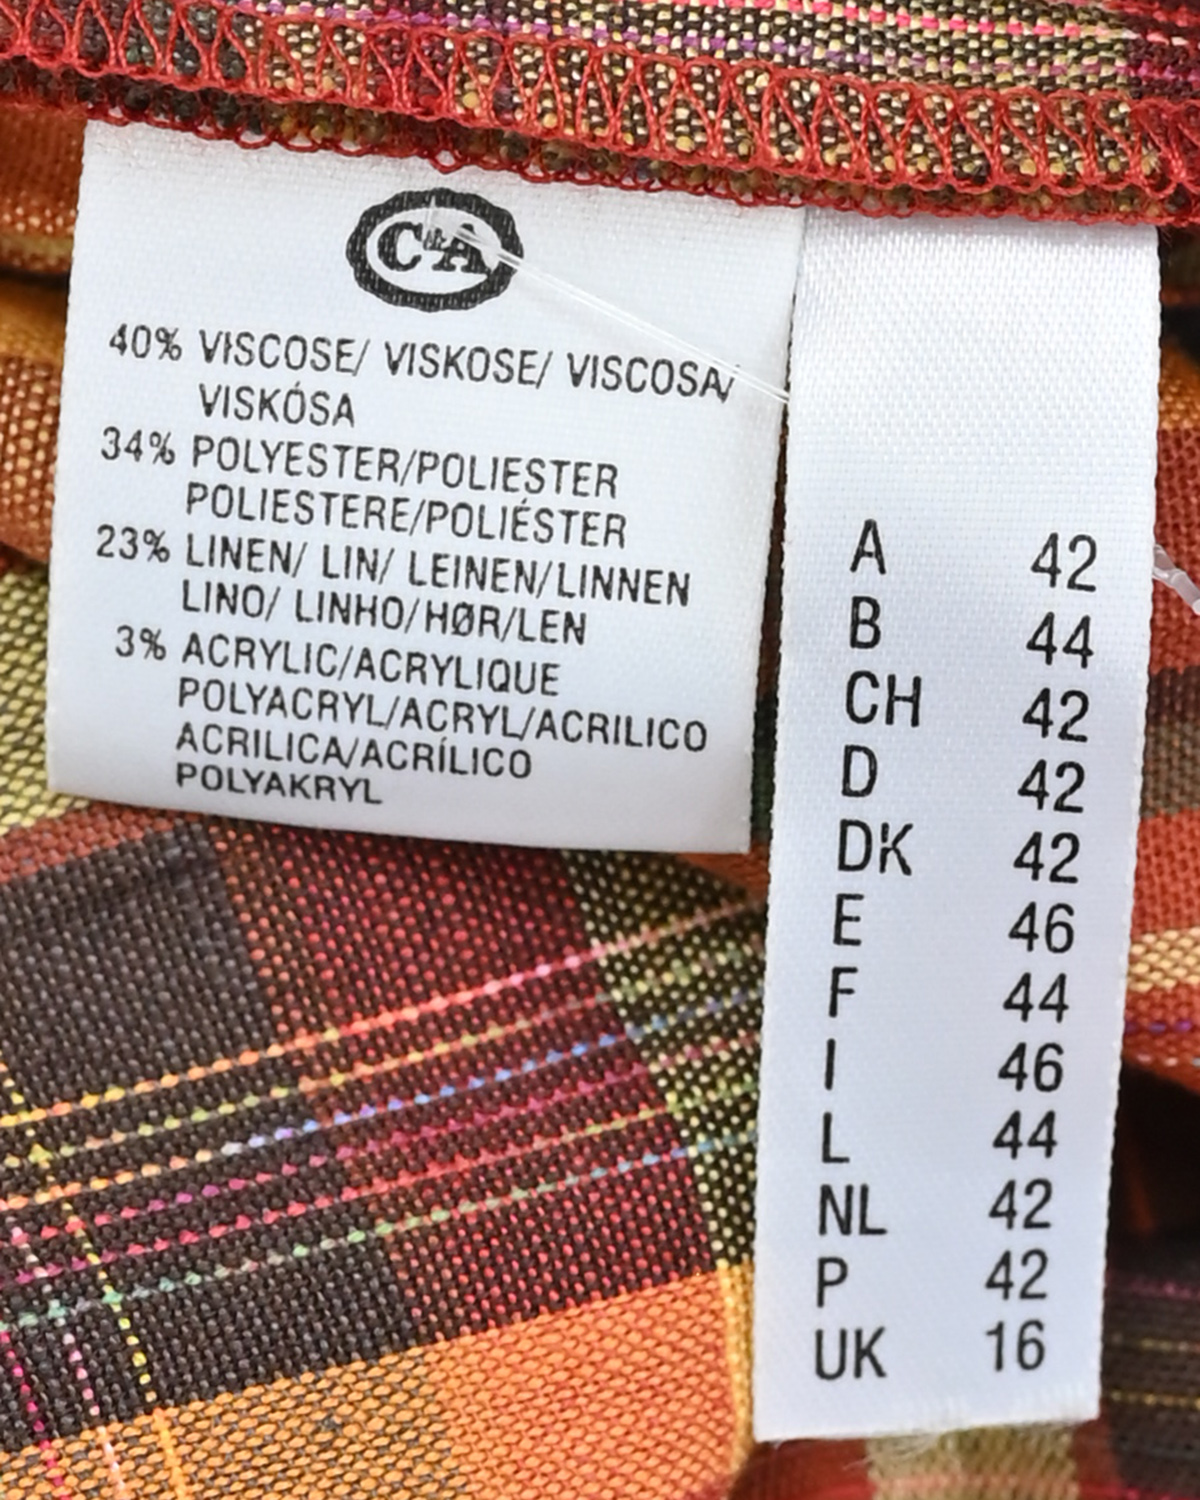 C&A
40% VISCOSE/ VISKOSE/ VISCOSA/
VISKÓSA
34% POLYESTER/POLIESTER
POLIESTERE/POLIÉSTER
23% LINEN/ LIN/ LEINEN/LINNEN
LINO/ LINHO/HØR/LEN
3% ACRYLIC/ACRYLIQUE
POLYACRYL/ACRYL/ACRILICO
ACRILICA/ACRÍLICO
POLYAKRYL
A 42
B 44
CH 42
D 42
DK 42
E 46
F 44
I 46
L 44
NL 42
P 42
UK 16